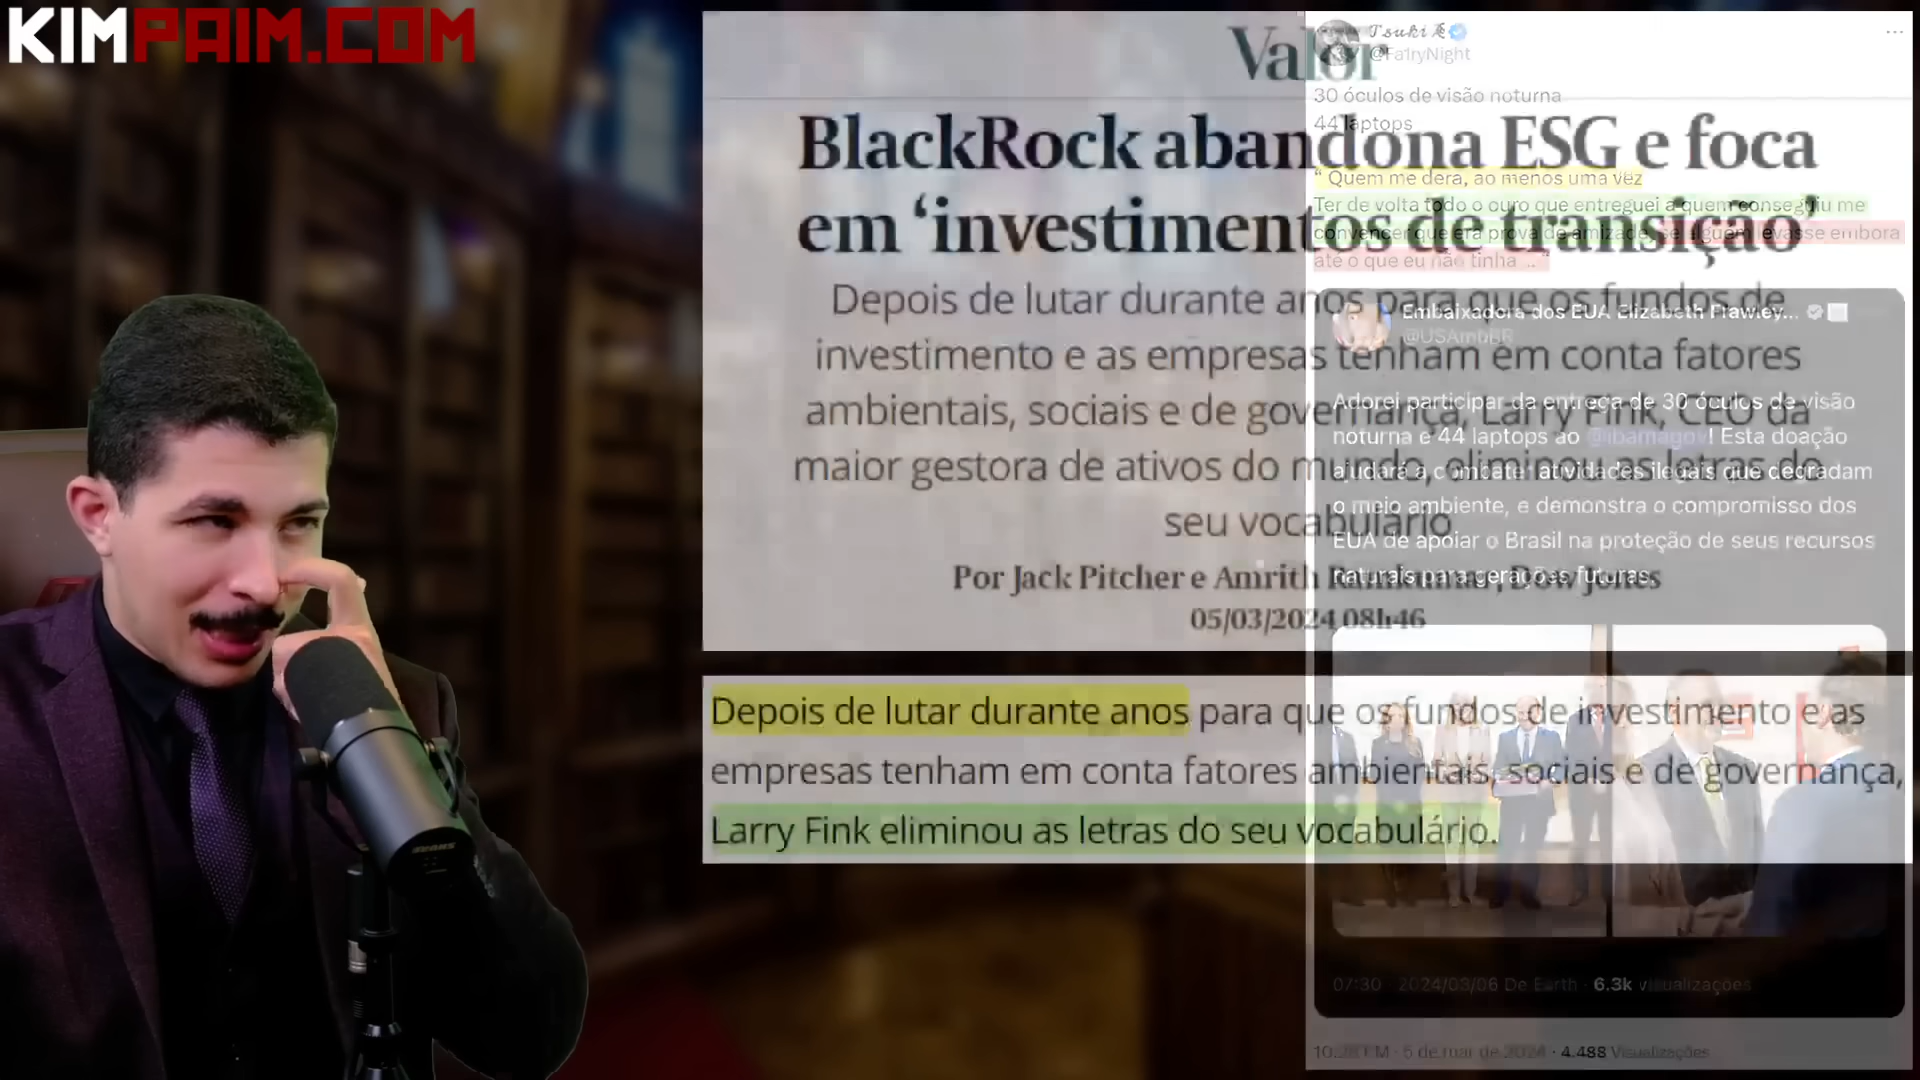 KIMPAIM.COM
Valor
BlackRock abandona ESG e foca
em ‘investimentos de transição’
Depois de lutar durante anos para que os fundos de
investimento e as empresas tenham em conta fatores
ambientais, sociais e de governança, Larry Fink, CEO da
maior gestora de ativos do mundo, eliminou as letras do
seu vocabulário
Por Jack Pitcher e Amrith Ramkumar, Dow Jones
05/03/2024 08h46
Depois de lutar durante anos para que os fundos de investimento e as
empresas tenham em conta fatores ambientais, sociais e de governança,
Larry Fink eliminou as letras do seu vocabulário.
Tsuki
@Fa1ryNight
30 óculos de visão noturna
44 laptops
“ Quem me dera, ao menos uma vez
Ter de volta todo o ouro que entreguei a quem conseguiu me
convencer que era prova de amizade, se alguém levasse embora
até o que eu não tinha ... “
Embaixadora dos EUA Elizabeth Frawley...
@USAmbBR
Adorei participar da entrega de 30 óculos de visão
noturna e 44 laptops ao @ibamagov! Esta doação
ajudará a combater atividades ilegais que degradam
o meio ambiente, e demonstra o compromisso dos
EUA de apoiar o Brasil na proteção de seus recursos
naturais para gerações futuras.
07:30 · 2024/03/06 De Earth · 6.3k visualizações
5 de mar de 2024 · 4.488 Visualizações
SHURE